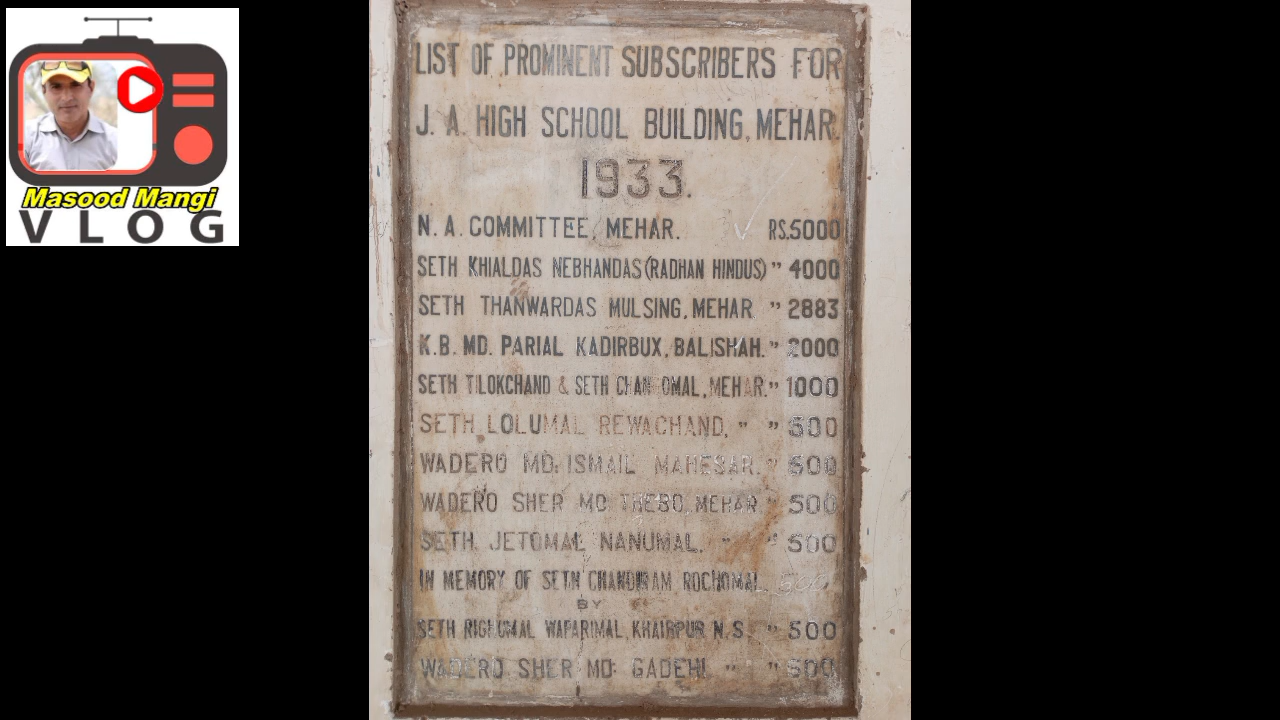 Masood Mangi
VLOG
LIST OF PROMINENT SUBSCRIBERS FOR
J. A. HIGH SCHOOL BUILDING, MEHAR.
1933.
N. A. COMMITTEE, MEHAR. RS.5000
SETH KHIALDAS NEBHANDAS (RADHAN HINDUS) " 4000
SETH THANWARDAS MULSING, MEHAR " 2883
K.B. MD. PARIAL KADIRBUX, BALISHAH. " 2000
SETH TILOKCHAND & SETH MEHAR. " 1000
SETH LOLUMAL REWACHAND, " " 500
WADERO MD: ISMAIL MAHESAR. " 500
WADERO SHER MD: THEBO, MEHAR " 500
SETH. JETOMAL NANUMAL. " " 500
IN MEMORY OF SETH CHANDIRAM ROCHOMAL. 500
BY
SETH WAPARIMAL, KHAIRPUR N.S. " 500
WADERO SHER MD: GADEHI. " " 500